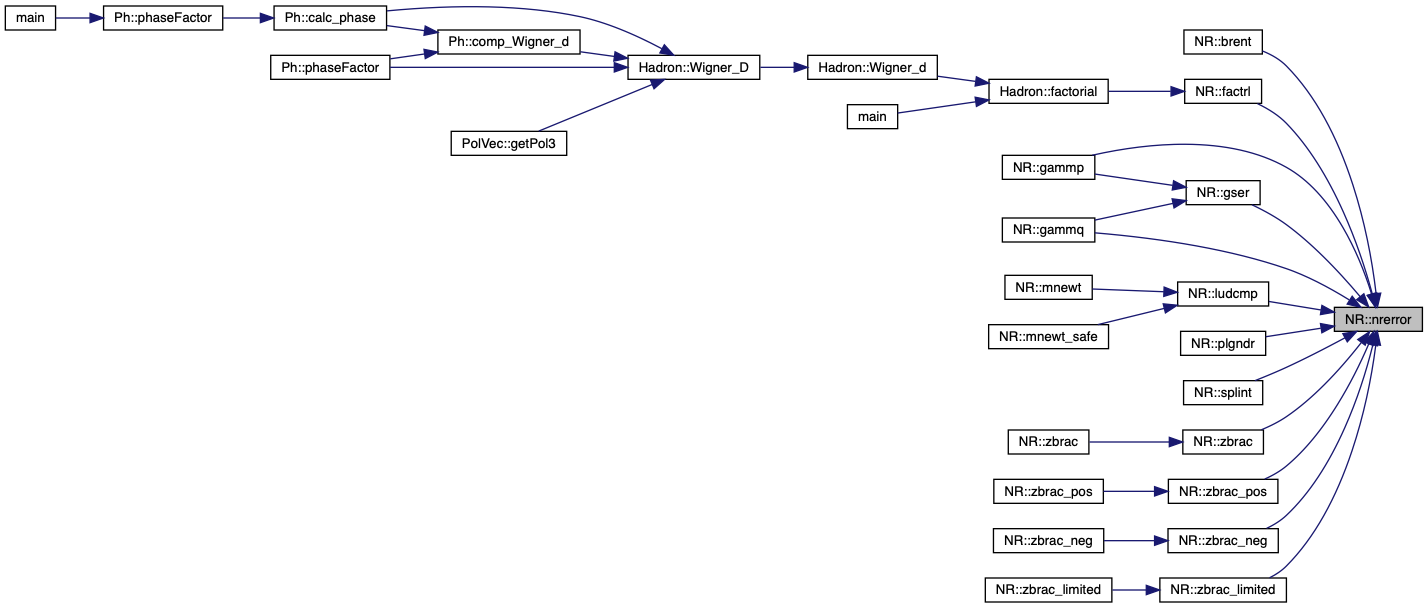 main
Ph::phaseFactor
Ph::calc_phase
Ph::comp_Wigner_d
Ph::phaseFactor
Hadron::Wigner_D
PolVec::getPol3
Hadron::Wigner_d
Hadron::factorial
main
NR::brent
NR::factrl
NR::gammp
NR::gser
NR::gammq
NR::mnewt
NR::ludcmp
NR::mnewt_safe
NR::nrerror
NR::plgndr
NR::splint
NR::zbrac
NR::zbrac
NR::zbrac_pos
NR::zbrac_pos
NR::zbrac_neg
NR::zbrac_neg
NR::zbrac_limited
NR::zbrac_limited